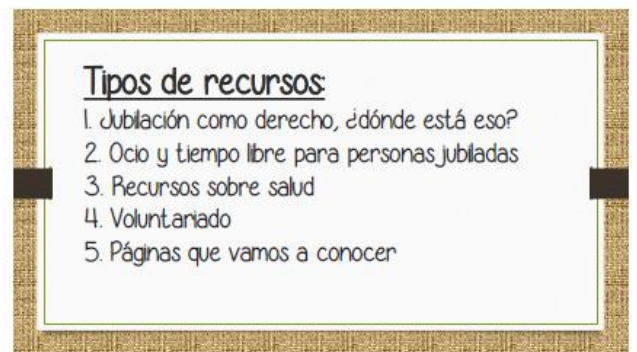 Tipos de recursos:
1. Jubilación como derecho, ¿dónde está eso?
2. Ocio y tiempo libre para personas jubiladas
3. Recursos sobre salud
4. Voluntariado
5. Páginas que vamos a conocer